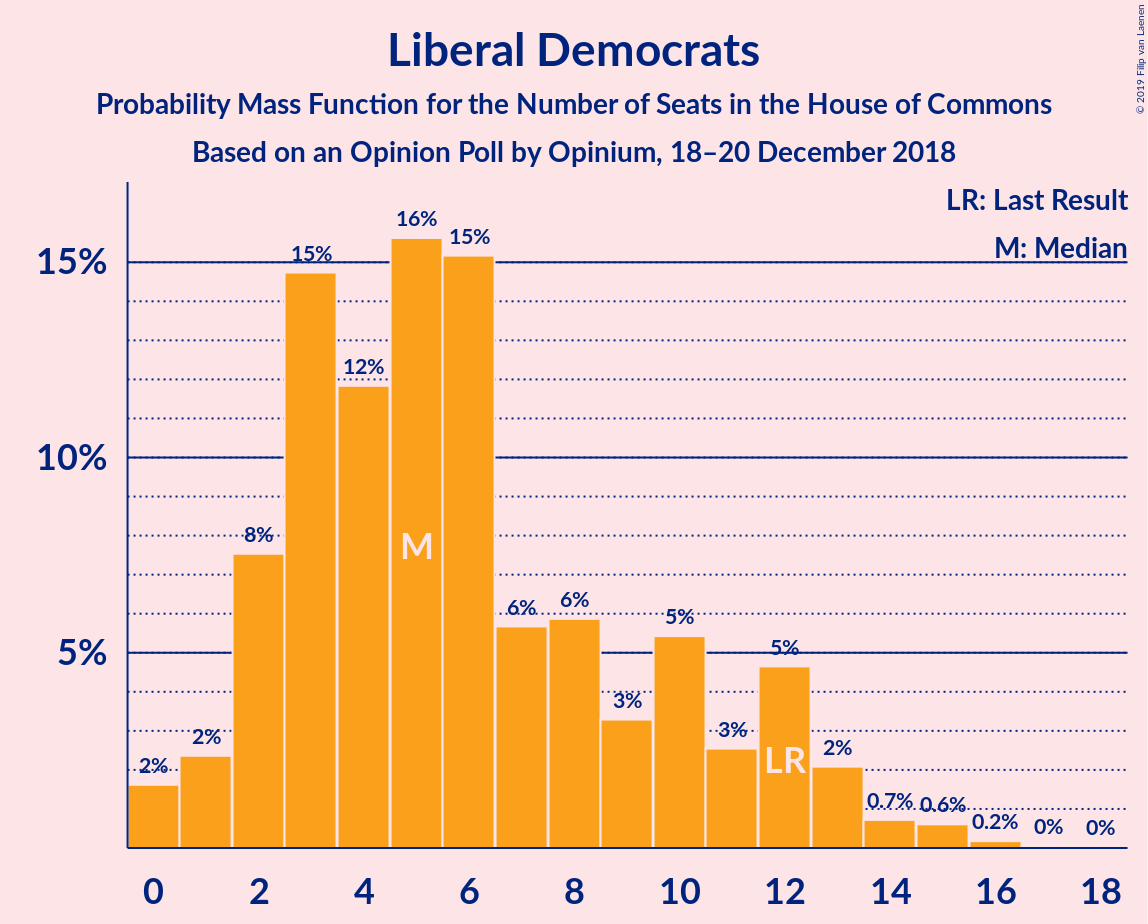 Liberal Democrats
Probability Mass Function for the Number of Seats in the House of Commons
Based on an Opinion Poll by Opinium, 18–20 December 2018
© 2019 Filip van Laenen
LR: Last Result
M: Median
15%
10%
5%
2%
2%
8%
15%
12%
16%
15%
6%
6%
3%
5%
3%
5%
2%
0.7%
0.6%
0.2%
0%
0%
M
LR
0 2 4 6 8 10 12 14 16 18